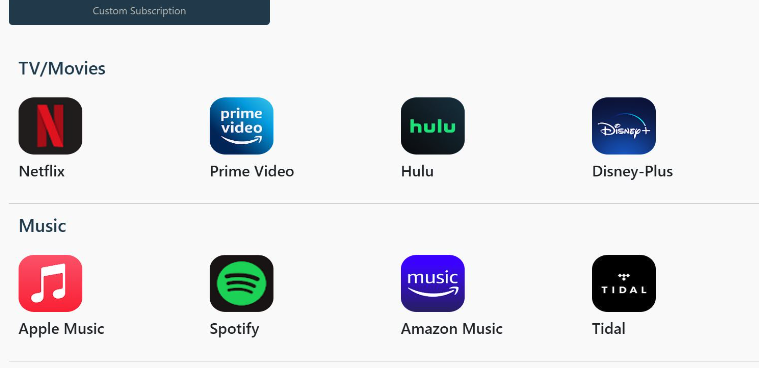 Custom Subscription
TV/Movies
N
prime
video
hulu
Disney+
Netflix
Prime Video
Hulu
Disney-Plus
Music
music
TIDAL
Apple Music
Spotify
Amazon Music
Tidal